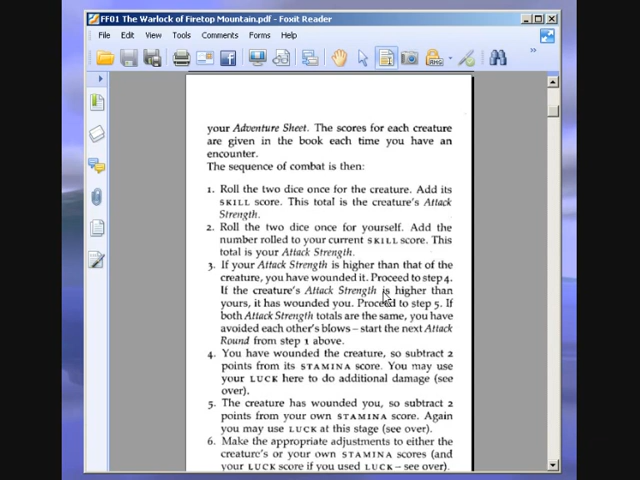 FF01 The Warlock of Firetop Mountain.pdf - Foxit Reader
File Edit View Tools Comments Forms Help
your Adventure Sheet. The scores for each creature
are given in the book each time you have an
encounter.
The sequence of combat is then:
1. Roll the two dice once for the creature. Add its
SKILL score. This total is the creature's Attack
Strength.
2. Roll the two dice once for yourself. Add the
number rolled to your current SKILL score. This
total is your Attack Strength.
3. If your Attack Strength is higher than that of the
creature, you have wounded it. Proceed to step 4.
If the creature's Attack Strength is higher than
yours, it has wounded you. Proceed to step 5. If
both Attack Strength totals are the same, you have
avoided each other's blows – start the next Attack
Round from step 1 above.
4. You have wounded the creature, so subtract 2
points from its STAMINA score. You may use
your LUCK here to do additional damage (see
over).
5. The creature has wounded you, so subtract 2
points from your own STAMINA score. Again
you may use LUCK at this stage (see over).
6. Make the appropriate adjustments to either the
creature's or your own STAMINA scores (and
your LUCK score if you used LUCK – see over).